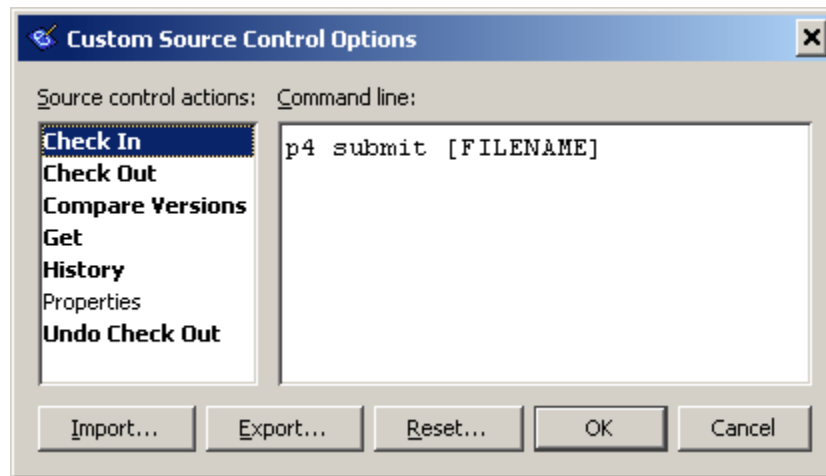 Custom Source Control Options
Source control actions:
Command line:
Check In
Check Out
Compare Versions
Get
History
Properties
Undo Check Out
p4 submit [FILENAME]
Import...
Export...
Reset...
OK
Cancel